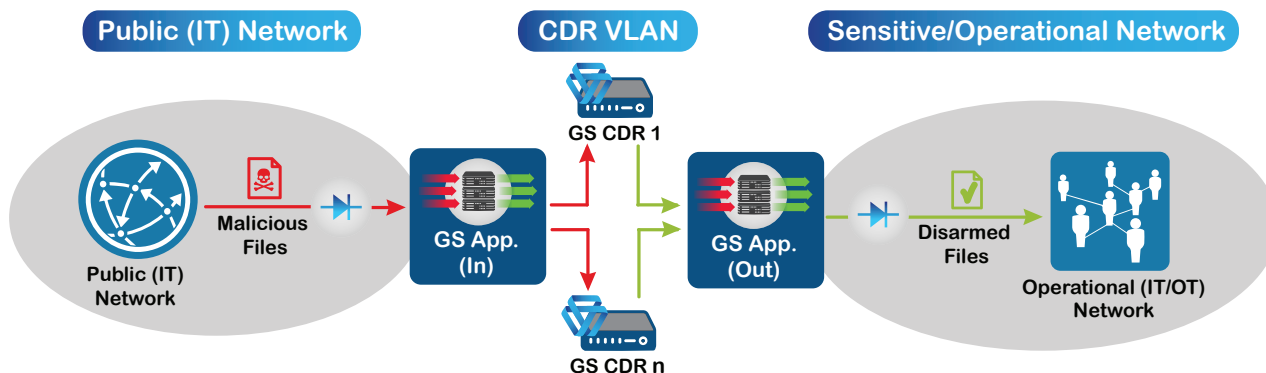 Public (IT) Network
CDR VLAN
Sensitive/Operational Network
GS CDR 1
Malicious
Files
GS App.
(In)
GS App.
(Out)
Disarmed
Files
Public (IT)
Network
Operational (IT/OT)
Network
GS CDR n